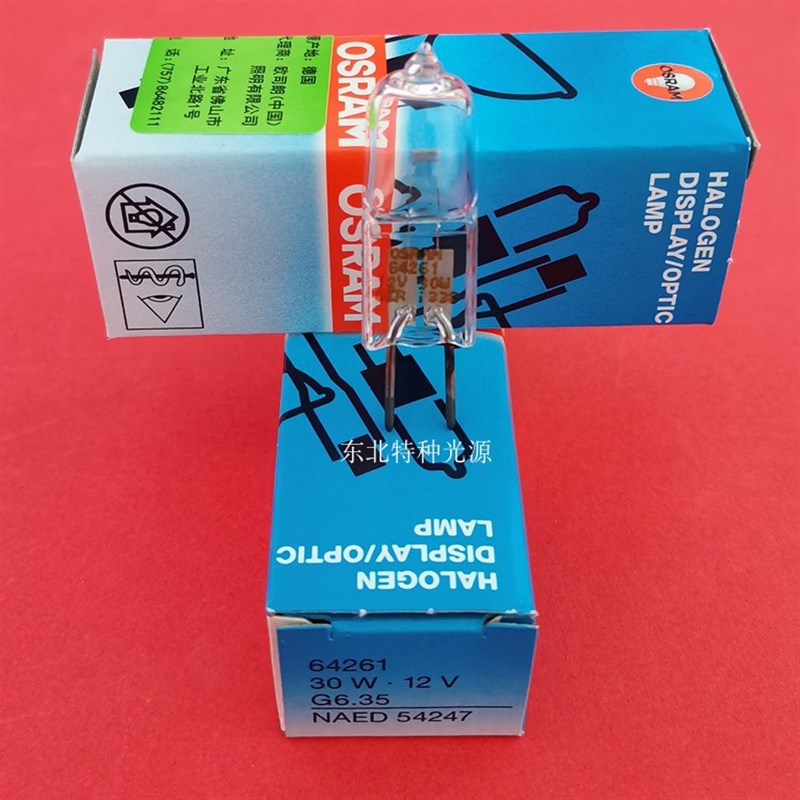 原产地：德国
代理商：欧司朗(中国)
照明有限公司
地 址：广东省佛山市
工业北路1号
话：(757)86482111
OSRAM
OSRAM
OSRAM
HALOGEN
DISPLAY/OPTIC
LAMP
OSRAM
64261
12V 30W
东北特种光源
HALOGEN
DISPLAY/OPTIC
LAMP
64261
30 W · 12 V
G6.35
NAED 54247